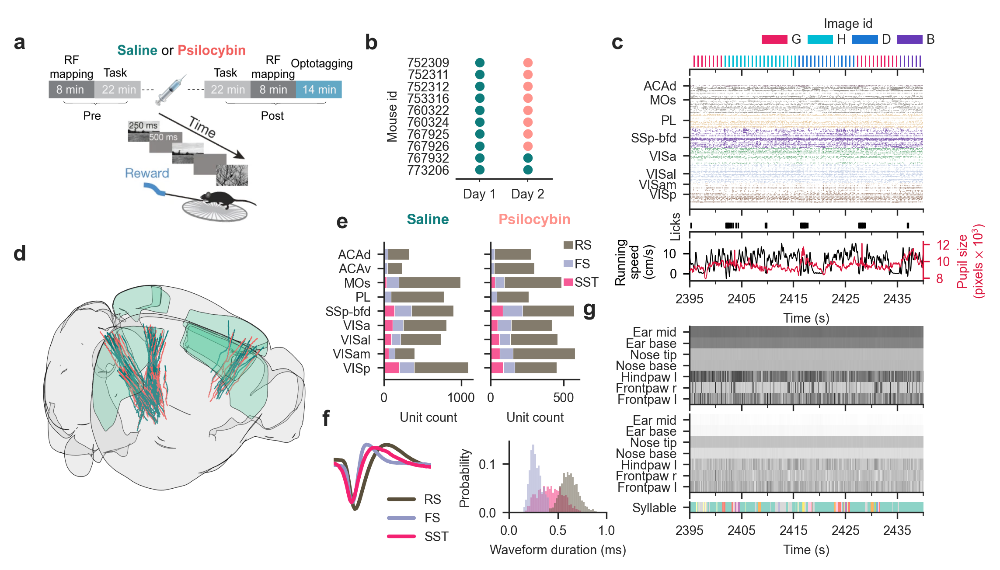 a
Saline or Psilocybin
RF
mapping
Task
Task
RF
mapping
Optotagging
8 min
22 min
22 min
8 min
14 min
Pre
Post
250 ms
500 ms
Time
Reward
b
Mouse id
752309
752311
752312
753316
760322
760324
767925
767926
767932
773206
Day 1
Day 2
c
Image id
G
H
D
B
ACAd
MOs
PL
SSp-bfd
VISa
VISal
VISam
VISp
Licks
Running
speed
(cm/s)
10
0
12
10
8
Pupil size
(pixels × 10³)
2395
2405
2415
2425
2435
Time (s)
d
e
Saline
Psilocybin
RS
FS
SST
ACAd
ACAv
MOs
PL
SSp-bfd
VISa
VISal
VISam
VISp
0
1000
0
500
Unit count
Unit count
f
RS
FS
SST
Probability
0.1
0.0
0.0
0.5
1.0
Waveform duration (ms)
g
Ear mid
Ear base
Nose tip
Nose base
Hindpaw l
Frontpaw r
Frontpaw l
Ear mid
Ear base
Nose tip
Nose base
Hindpaw l
Frontpaw r
Frontpaw l
Syllable
2395
2405
2415
2425
2435
Time (s)